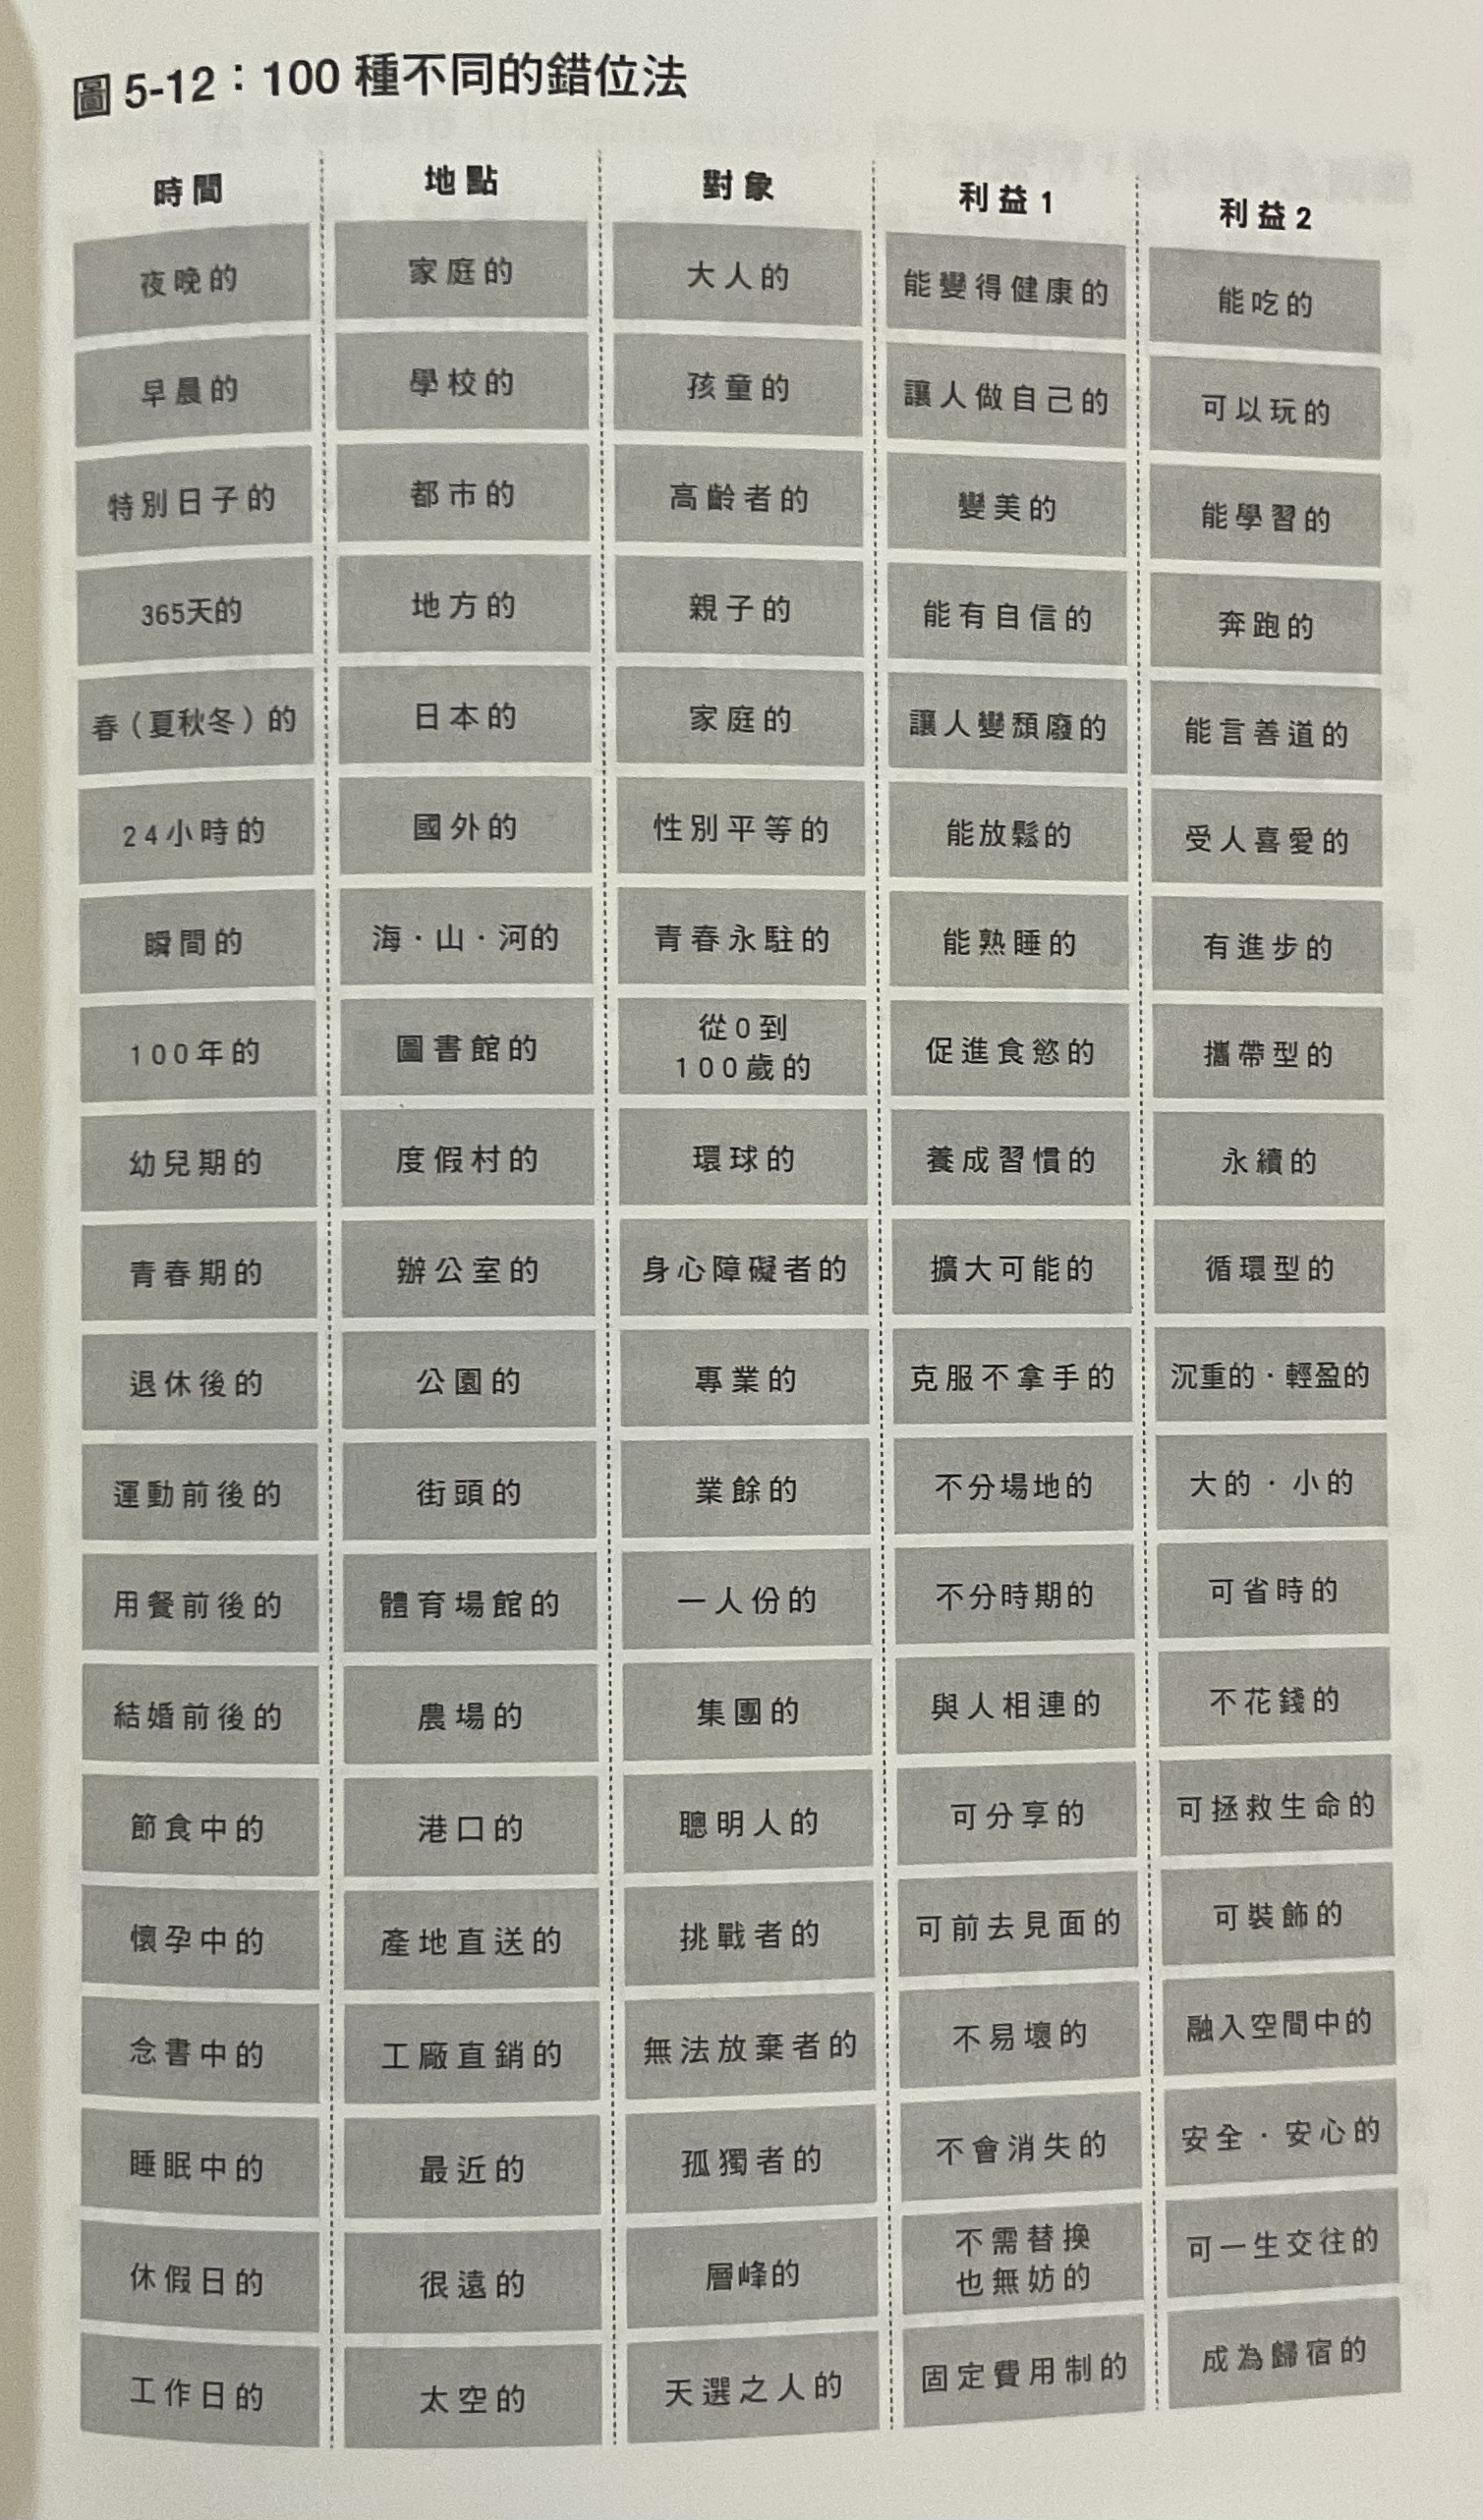 圖 5-12：100 種不同的錯位法
時間 地點 對象 利益1 利益2
夜晚的 家庭的 大人的 能變得健康的 能吃的
早晨的 學校的 孩童的 讓人做自己的 可以玩的
特別日子的 都市的 高齡者的 變美的 能學習的
365天的 地方的 親子的 能有自信的 奔跑的
春（夏秋冬）的 日本的 家庭的 讓人變頹廢的 能言善道的
24小時的 國外的 性別平等的 能放鬆的 受人喜愛的
瞬間的 海・山・河的 青春永駐的 能熟睡的 有進步的
100年的 圖書館的 從0到100歲的 促進食慾的 攜帶型的
幼兒期的 度假村的 環球的 養成習慣的 永續的
青春期的 辦公室的 身心障礙者的 擴大可能的 循環型的
退休後的 公園的 專業的 克服不拿手的 沉重的・輕盈的
運動前後的 街頭的 業餘的 不分場地的 大的・小的
用餐前後的 體育場館的 一人份的 不分時期的 可省時的
結婚前後的 農場的 集團的 與人相連的 不花錢的
節食中的 港口的 聰明人的 可分享的 可拯救生命的
懷孕中的 產地直送的 挑戰者的 可前去見面的 可裝飾的
念書中的 工廠直銷的 無法放棄者的 不易壞的 融入空間中的
睡眠中的 最近的 孤獨者的 不會消失的 安全・安心的
休假日的 很遠的 層峰的 不需替換也無妨的 可一生交往的
工作日的 太空的 天選之人的 固定費用制的 成為歸宿的